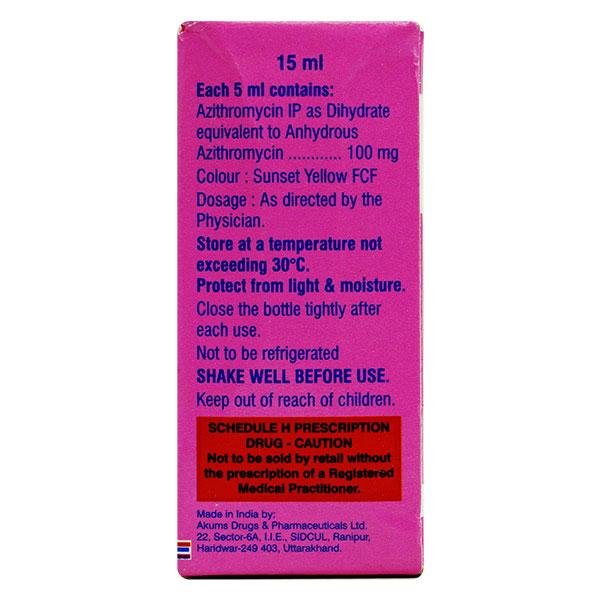 15 ml
Each 5 ml contains:
Azithromycin IP as Dihydrate
equivalent to Anhydrous
Azithromycin ............ 100 mg
Colour : Sunset Yellow FCF
Dosage : As directed by the
Physician.
Store at a temperature not
exceeding 30°C.
Protect from light & moisture.
Close the bottle tightly after
each use.
Not to be refrigerated
SHAKE WELL BEFORE USE.
Keep out of reach of children.
SCHEDULE H PRESCRIPTION
DRUG - CAUTION
Not to be sold by retail without
the prescription of a Registered
Medical Practitioner.
Made in India by:
Akums Drugs & Pharmaceuticals Ltd.
22, Sector-6A, I.I.E., SIDCUL, Ranipur,
Haridwar-249 403, Uttarakhand.